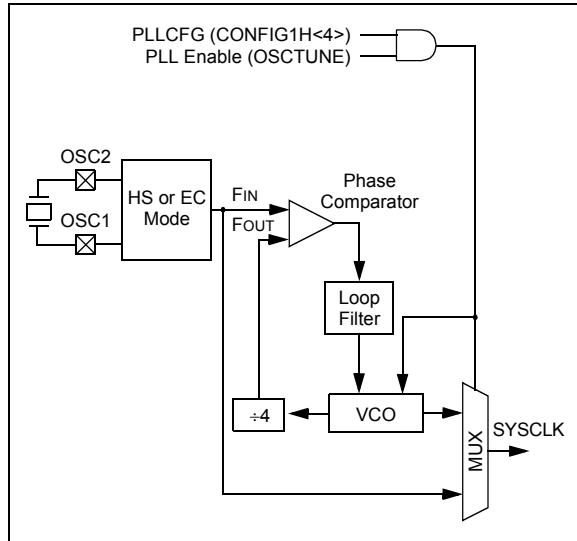 PLLCFG (CONFIG1H<4>)
PLL Enable (OSCTUNE)
OSC2
OSC1
HS or EC
Mode
FIN
FOUT
Phase
Comparator
Loop
Filter
÷4
VCO
MUX
SYSCLK